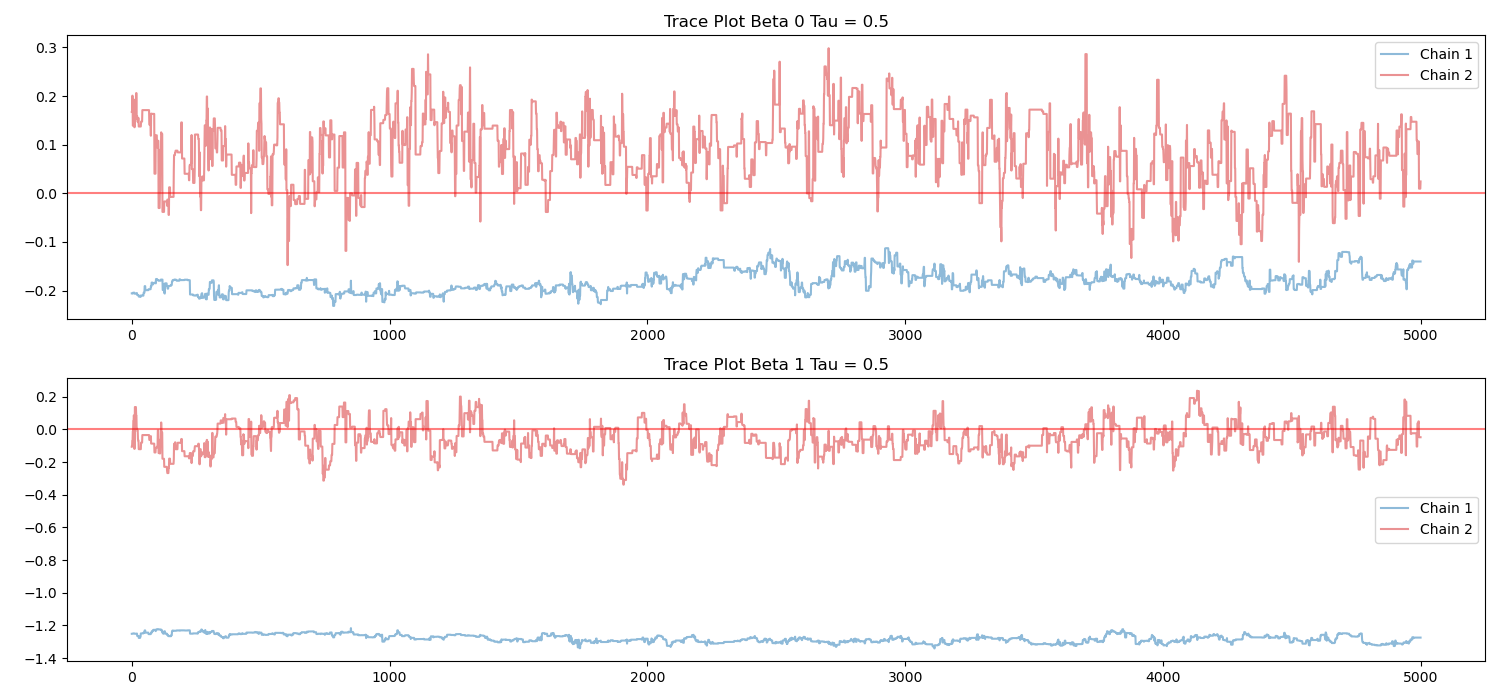 Trace Plot Beta 0 Tau = 0.5
0.3
0.2
0.1
0.0
−0.1
−0.2
Chain 1
Chain 2
0 1000 2000 3000 4000 5000
Trace Plot Beta 1 Tau = 0.5
0.2
0.0
−0.2
−0.4
−0.6
−0.8
−1.0
−1.2
−1.4
Chain 1
Chain 2
0 1000 2000 3000 4000 5000